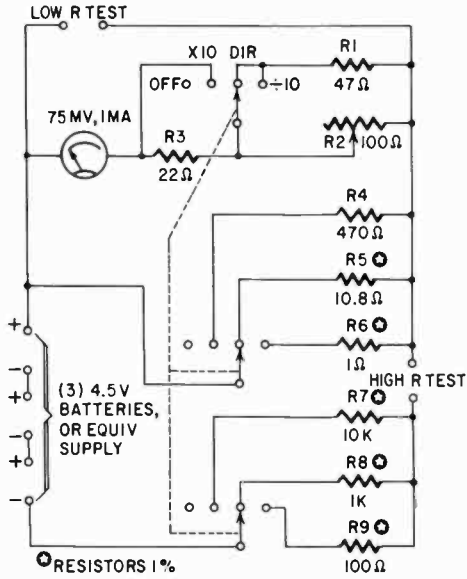 LOW R TEST
X10 D1R R1
OFF ÷10 47Ω
75MV, 1MA
R3 R2 100Ω
22Ω
R4
470Ω
R5 ✪
10.8Ω
R6 ✪
1Ω
HIGH R TEST
+
-
+
-
+
-
(3) 4.5V
BATTERIES,
OR EQUIV
SUPPLY
R7 ✪
10K
R8 ✪
1K
R9 ✪
100Ω
✪ RESISTORS 1%